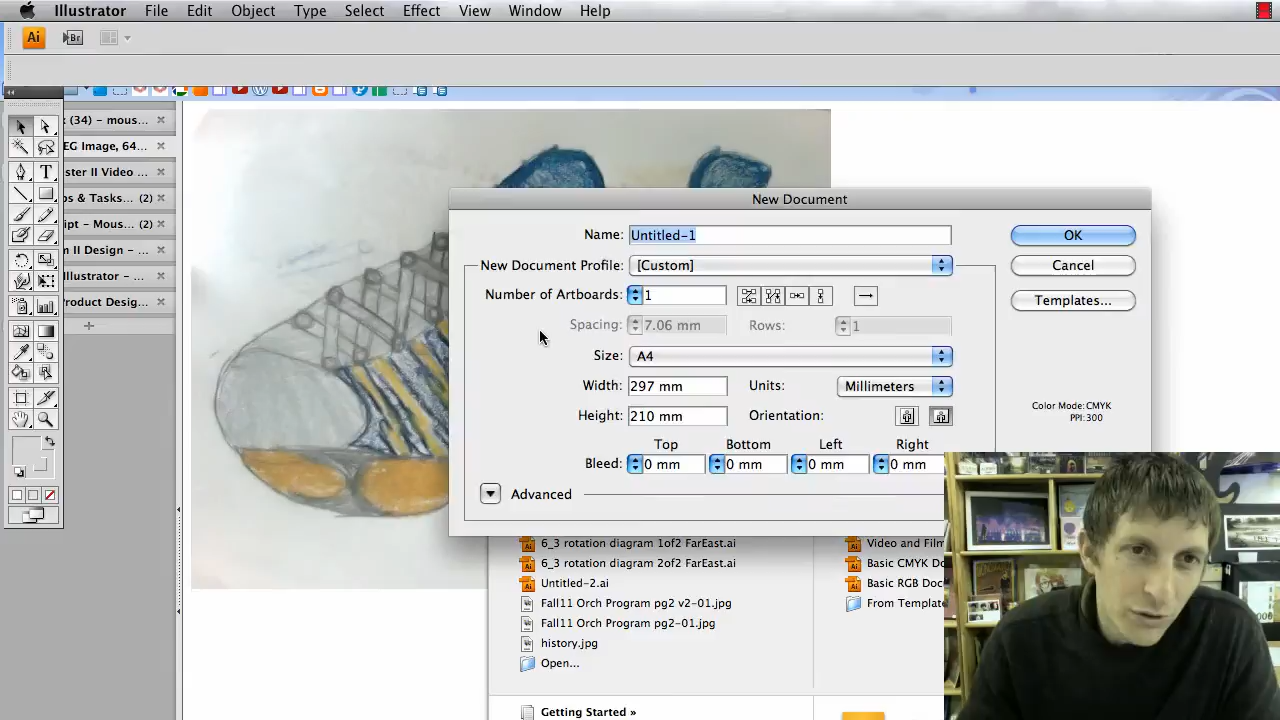 Illustrator File Edit Object Type Select Effect View Window Help
Ai Br
(34) – mous...
EG Image, 64...
ster II Video
os & Tasks... (2)
ipt – Mous... (2)
m II Design – ...
Illustrator – ...
Product Desig...
New Document
Name: Untitled-1 OK
New Document Profile: [Custom] Cancel
Number of Artboards: 1 Templates...
Spacing: 7.06 mm Rows: 1
Size: A4
Width: 297 mm Units: Millimeters
Color Mode:CMYK
PPI:300
Height: 210 mm Orientation:
Top Bottom Left Right
Bleed: 0 mm 0 mm 0 mm 0 mm
Advanced
6_3 rotation diagram 1of2 FarEast.ai Video and Film
6_3 rotation diagram 2of2 FarEast.ai Basic CMYK Do
Untitled-2.ai Basic RGB Doc
Fall11 Orch Program pg2 v2-01.jpg From Templat
Fall11 Orch Program pg2-01.jpg
history.jpg
Open...
Getting Started »